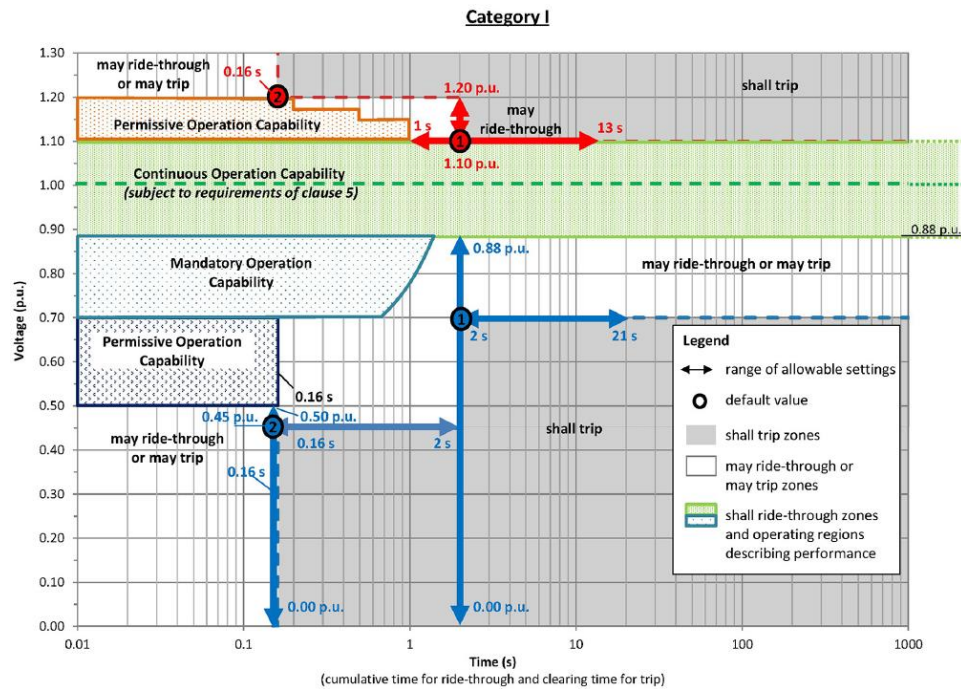 Category I
1.30
may ride-through
or may trip
0.16 s
shall trip
1.20
2
1.20 p.u.
may
ride-through
Permissive Operation Capability
1 s
13 s
1.10
1
1.10 p.u.
Continuous Operation Capability
(subject to requirements of clause 5)
1.00
0.90
0.88 p.u.
0.88 p.u.
Mandatory Operation
Capability
may ride-through or may trip
0.80
0.70
1
2 s
21 s
Permissive Operation
Capability
0.60
0.16 s
0.50
0.45 p.u.
0.50 p.u.
2
0.16 s
2 s
shall trip
may ride-through
or may trip
0.40
0.16 s
0.30
0.20
0.10
0.00 p.u.
0.00 p.u.
0.00
Voltage (p.u.)
Legend
range of allowable settings
default value
shall trip zones
may ride-through or
may trip zones
shall ride-through zones
and operating regions
describing performance
0.01
0.1
1
10
100
1000
Time (s)
(cumulative time for ride-through and clearing time for trip)